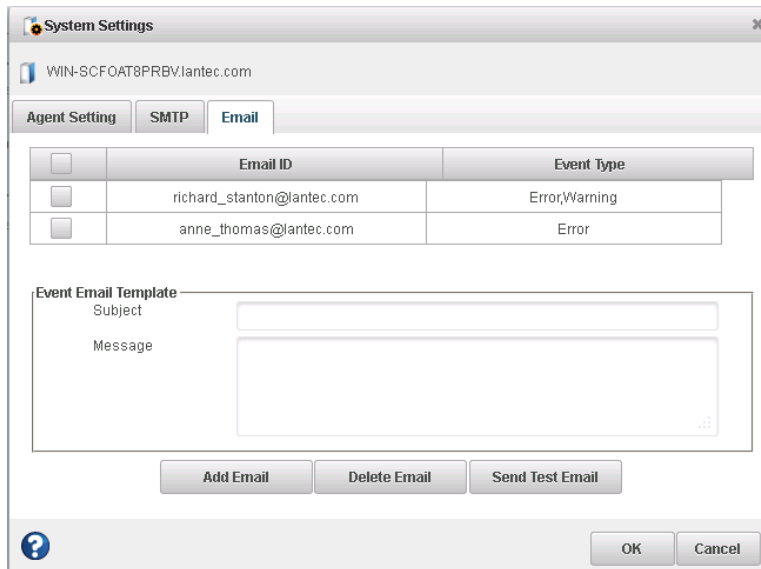 System Settings
WIN-SCFOAT8PRBV.lantec.com
Agent Setting SMTP Email
Email ID Event Type
richard_stanton@lantec.com Error,Warning
anne_thomas@lantec.com Error
Event Email Template
Subject
Message
Add Email Delete Email Send Test Email
? OK Cancel